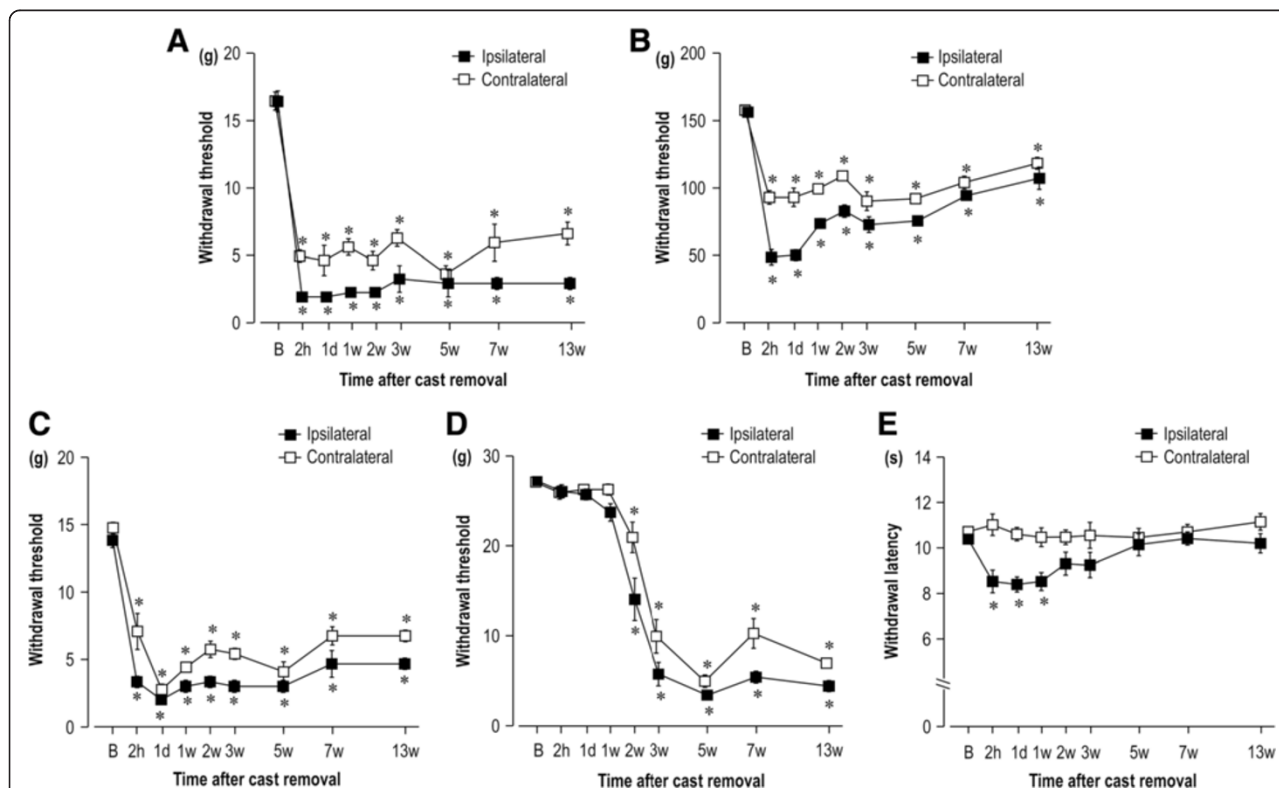 A
(g)
20
15
10
5
0
Withdrawal threshold
Ipsilateral
Contralateral
* * * * * * * *
* * * * * * * *
B 2h 1d 1w 2w 3w 5w 7w 13w
Time after cast removal
B
(g)
200
150
100
50
0
Withdrawal threshold
Ipsilateral
Contralateral
* * * * * * * *
* * * * * * * *
B 2h 1d 1w 2w 3w 5w 7w 13w
Time after cast removal
C
(g)
20
15
10
5
0
Withdrawal threshold
Ipsilateral
Contralateral
* * * * * * * *
* * * * * * * *
B 2h 1d 1w 2w 3w 5w 7w 13w
Time after cast removal
D
(g)
30
20
10
0
Withdrawal threshold
Ipsilateral
Contralateral
* * * * *
* * * * *
B 2h 1d 1w 2w 3w 5w 7w 13w
Time after cast removal
E
(s)
14
12
10
8
6
0
Withdrawal latency
Ipsilateral
Contralateral
* * *
B 2h 1d 1w 2w 3w 5w 7w 13w
Time after cast removal